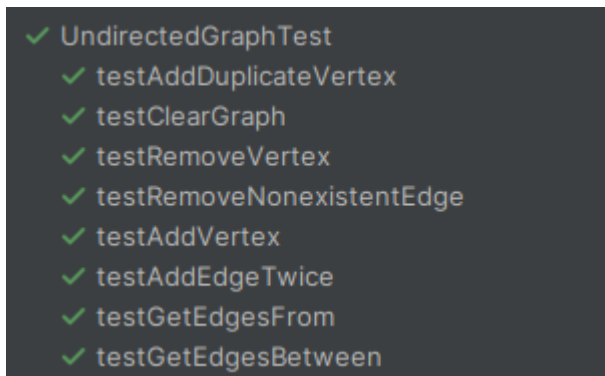 UndirectedGraphTest
testAddDuplicateVertex
testClearGraph
testRemoveVertex
testRemoveNonexistentEdge
testAddVertex
testAddEdgeTwice
testGetEdgesFrom
testGetEdgesBetween